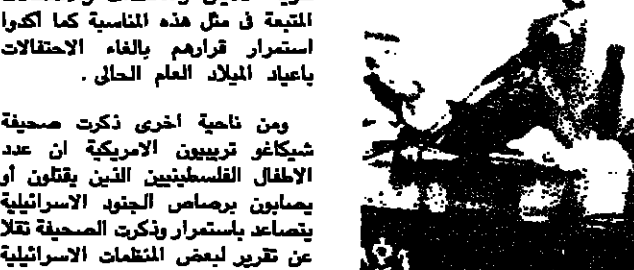 المتبعة فى مثل هذه المناسبة كما اكدوا
استمرار قرارهم بالغاء الاحتفالات
باعياد الميلاد العام الحالى .
ومن ناحية اخرى ذكرت صحيفة
شيكاغو تريبيون الامريكية ان عدد
الاطفال الفلسطينيين الذين يقتلون أو
يصابون برصاص الجنود الاسرائيلية
يتصاعد باستمرار وذكرت الصحيفة نقلا
عن تقرير لبعض المنظمات الاسرائيلية